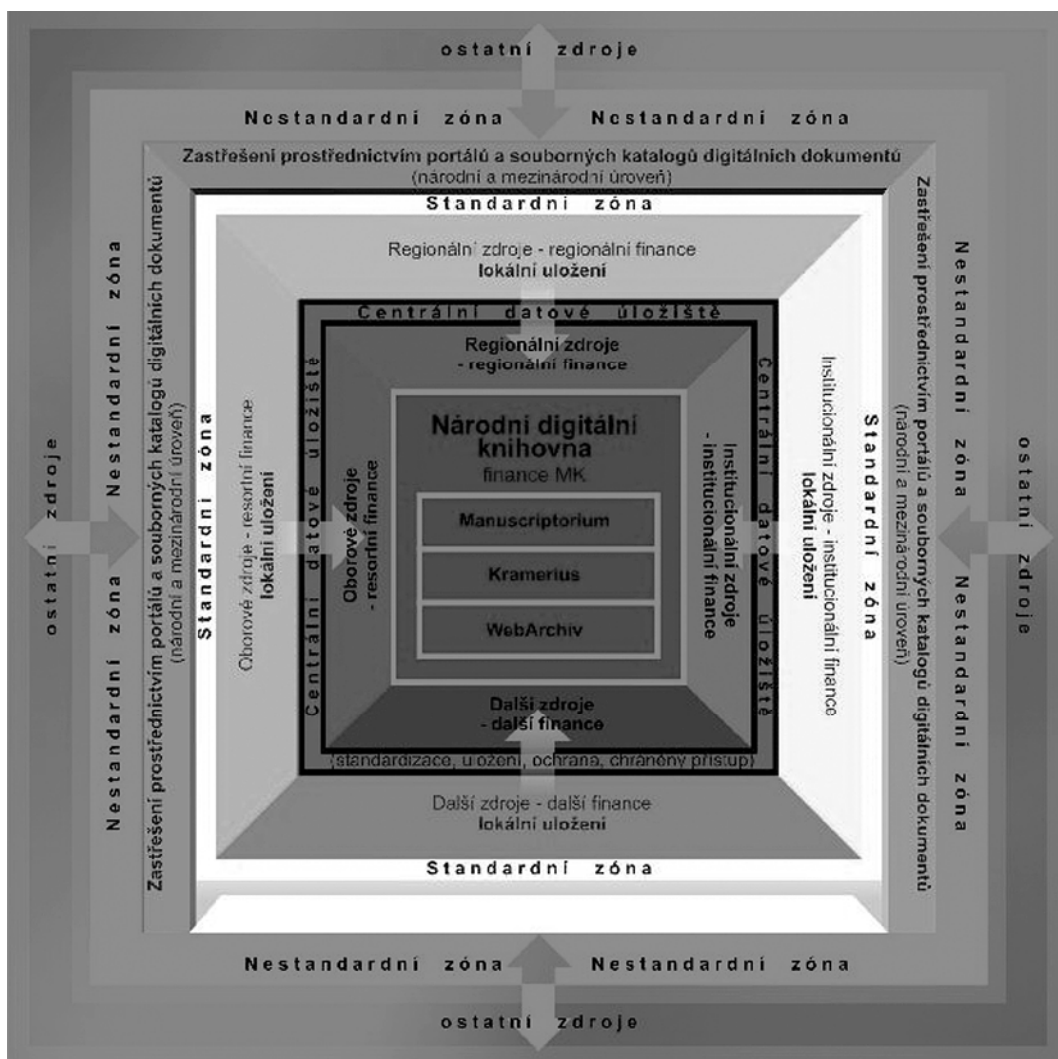 ostatní zdroje
Nestandardní zóna Nestandardní zóna
Zastřešení prostřednictvím portálů a souborných katalogů digitálních dokumentů
(národní a mezinárodní úroveň)
Standardní zóna
Regionální zdroje - regionální finance
lokální uložení
Centrální datové úložiště
Regionální zdroje
- regionální finance
Národní digitální
knihovna
finance MK
Manuscriptorium
Kramerius
WebArchiv
Další zdroje
- další finance
(standardizace, uložení, ochrana, chráněný přístup)
Další zdroje - další finance
lokální uložení
Standardní zóna
Nestandardní zóna Nestandardní zóna
ostatní zdroje
ostatní zdroje
Nestandardní zóna Nestandardní zóna
Zastřešení prostřednictvím portálů a souborných katalogů digitálních dokumentů
(národní a mezinárodní úroveň)
Standardní zóna
Oborové zdroje - resortní finance
lokální uložení
Centrální datové úložiště
Oborové zdroje
- resortní finance
Institucionální zdroje
- institucionální finance
Centrální datové úložiště
Institucionální zdroje - institucionální finance
lokální uložení
Standardní zóna
Zastřešení prostřednictvím portálů a souborných katalogů digitálních dokumentů
(národní a mezinárodní úroveň)
Nestandardní zóna Nestandardní zóna
ostatní zdroje